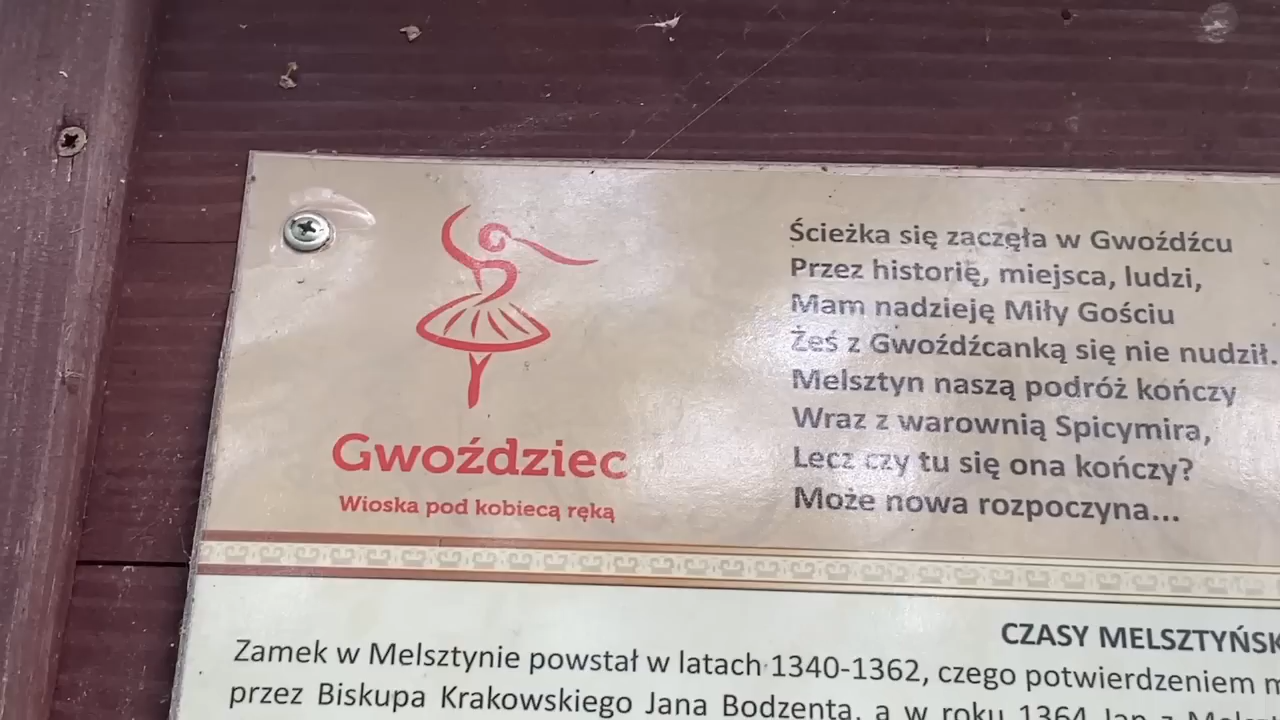 Gwoździec
Wioska pod kobiecą ręką
Ścieżka się zaczęła w Gwoźdźcu
Przez historię, miejsca, ludzi,
Mam nadzieję Miły Gościu
Żeś z Gwoźdźcanką się nie nudził.
Melsztyn naszą podróż kończy
Wraz z warownią Spicymira,
Lecz czy tu się ona kończy?
Może nowa rozpoczyna...
CZASY MELSZTYŃSK
Zamek w Melsztynie powstał w latach 1340-1362, czego potwierdzeniem m
przez Biskupa Krakowskiego Jana Bodzenta, a w roku 1364 Jan z Melszt